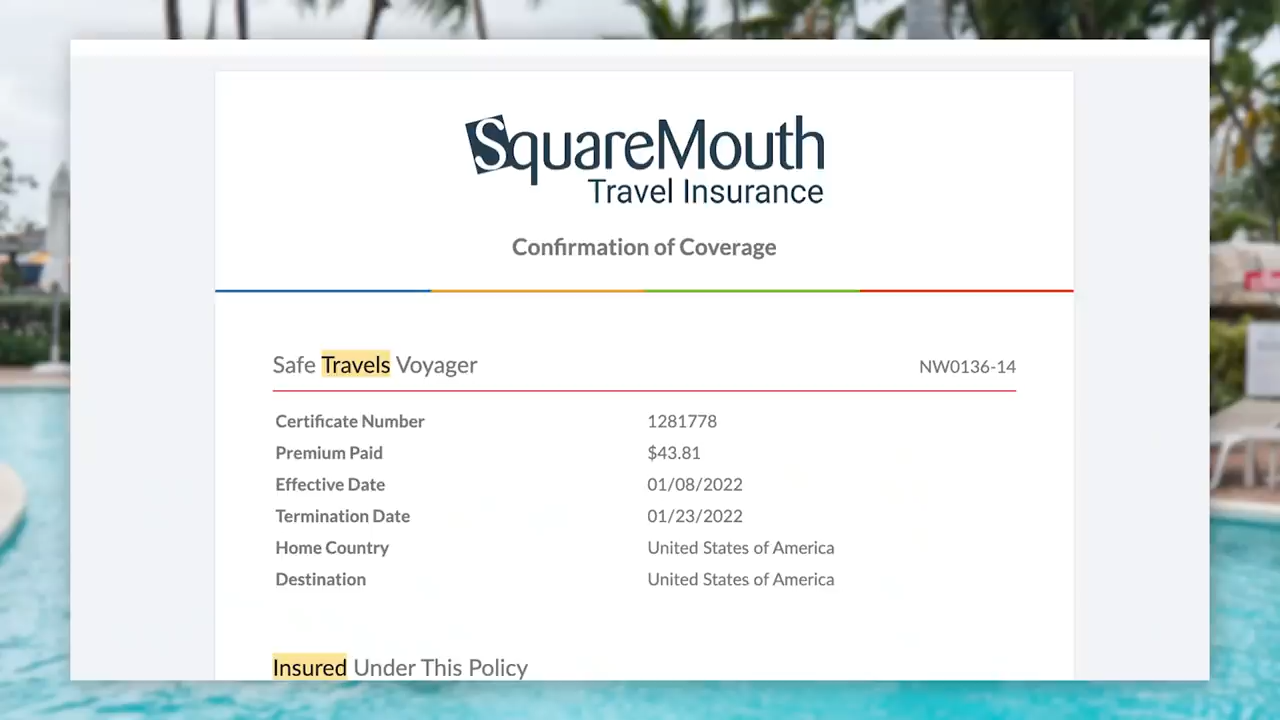 SquareMouth
Travel Insurance
Confirmation of Coverage
Safe Travels Voyager NW0136-14
Certificate Number 1281778
Premium Paid $43.81
Effective Date 01/08/2022
Termination Date 01/23/2022
Home Country United States of America
Destination United States of America
Insured Under This Policy